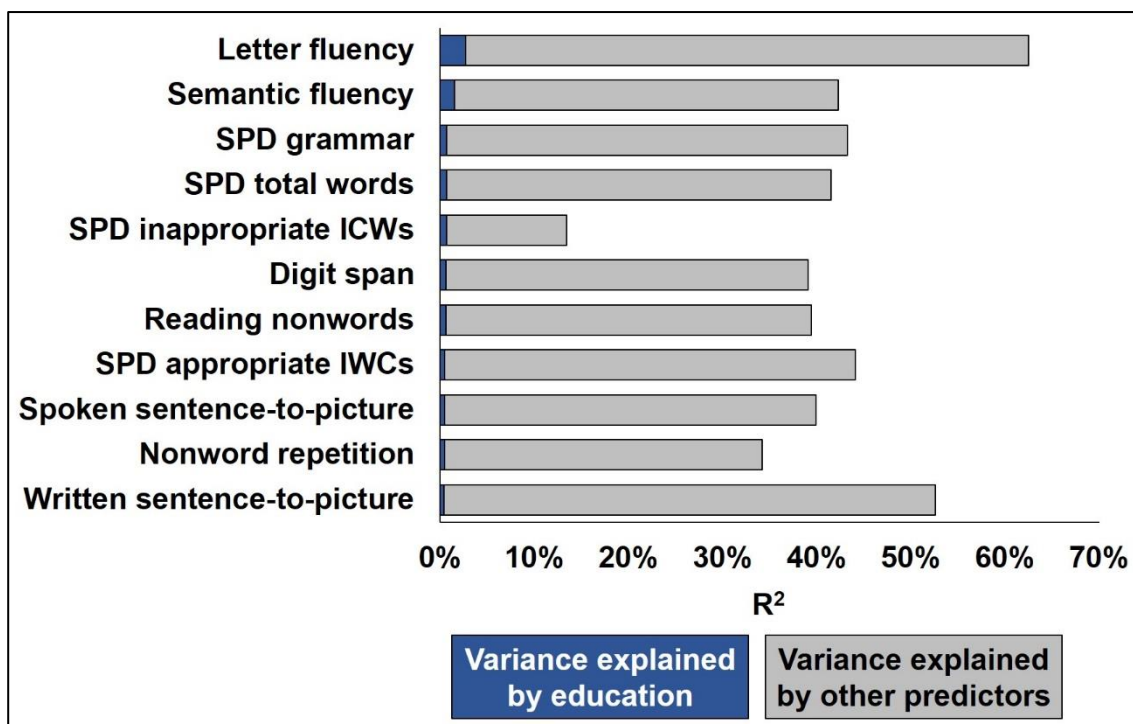 Letter fluency
Semantic fluency
SPD grammar
SPD total words
SPD inappropriate ICWs
Digit span
Reading nonwords
SPD appropriate IWCs
Spoken sentence-to-picture
Nonword repetition
Written sentence-to-picture
0% 10% 20% 30% 40% 50% 60% 70%
R²
Variance explained
by education
Variance explained
by other predictors